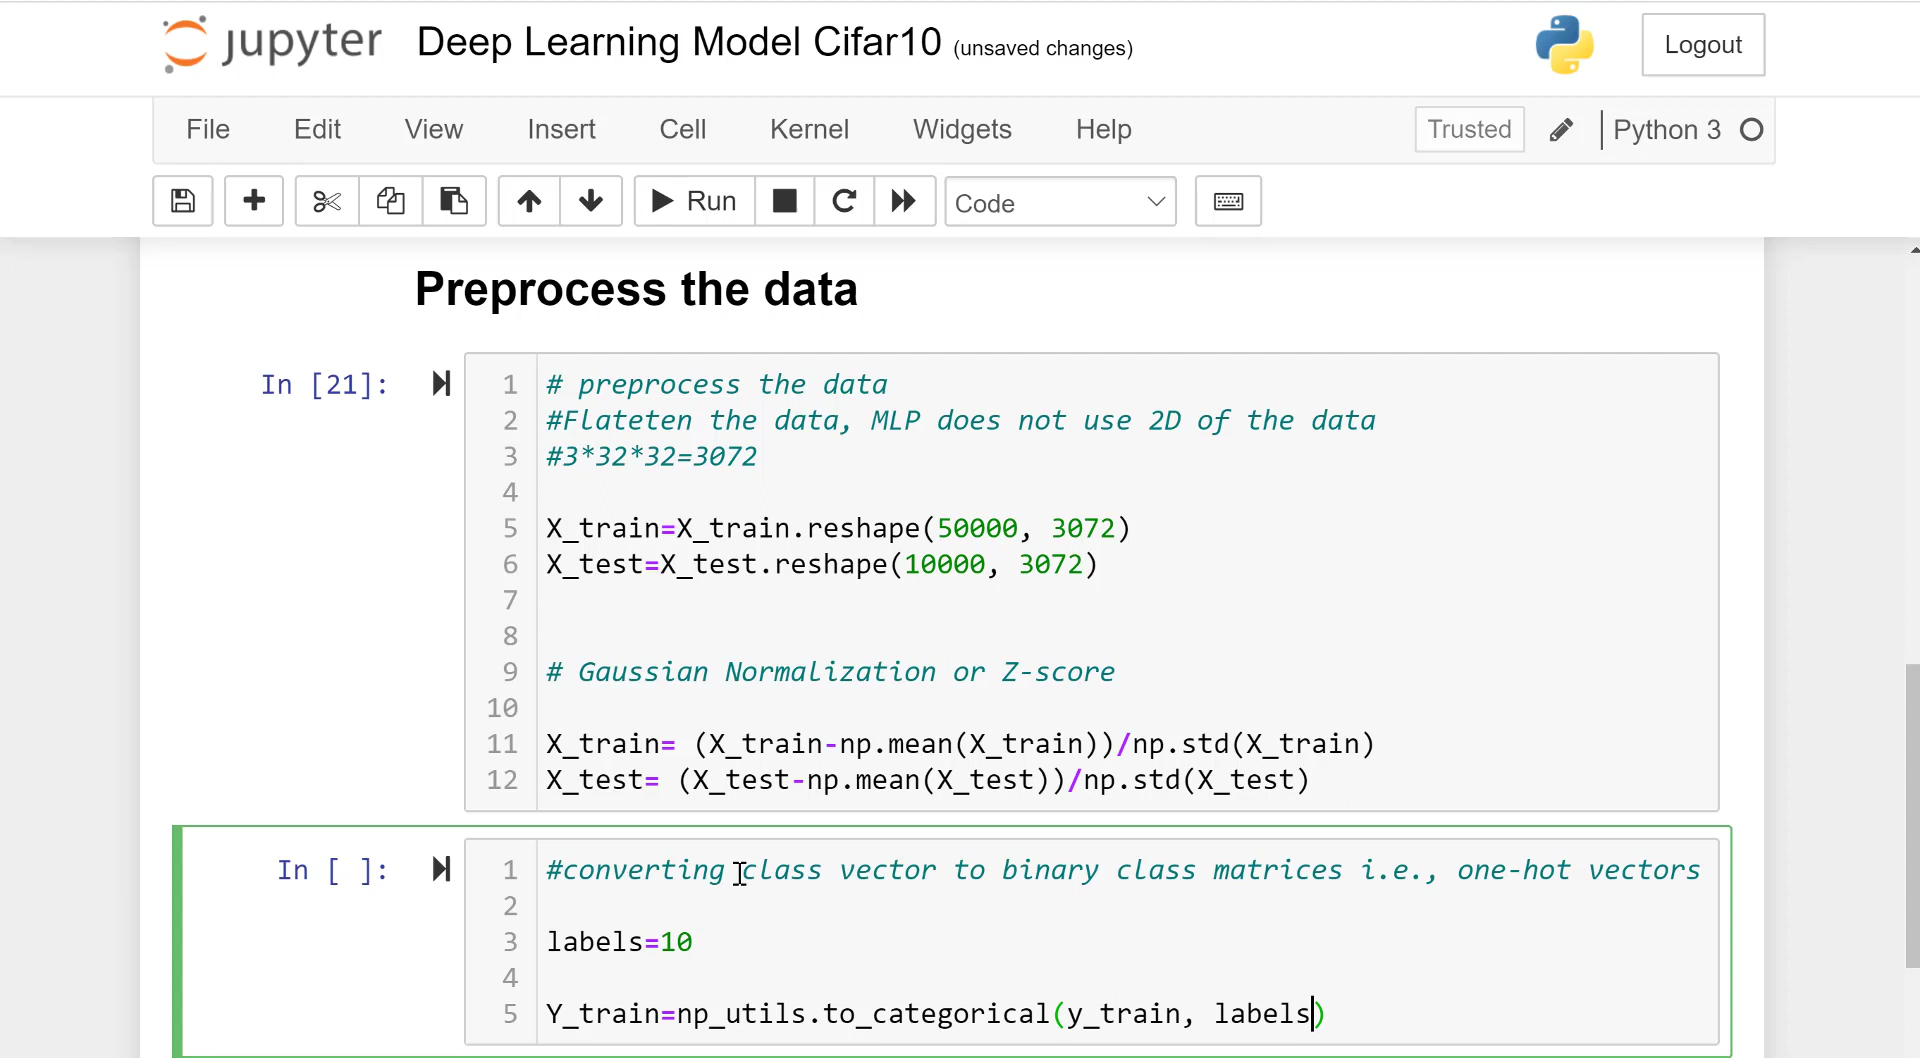 jupyter Deep Learning Model Cifar10 (unsaved changes) Logout
File Edit View Insert Cell Kernel Widgets Help Trusted Python 3
Run Code
Preprocess the data
In [21]:
1 # preprocess the data
2 #Flateten the data, MLP does not use 2D of the data
3 #3*32*32=3072
4
5 X_train=X_train.reshape(50000, 3072)
6 X_test=X_test.reshape(10000, 3072)
7
8
9 # Gaussian Normalization or Z-score
10
11 X_train= (X_train-np.mean(X_train))/np.std(X_train)
12 X_test= (X_test-np.mean(X_test))/np.std(X_test)
In [ ]:
1 #converting class vector to binary class matrices i.e., one-hot vectors
2
3 labels=10
4
5 Y_train=np_utils.to_categorical(y_train, labels)